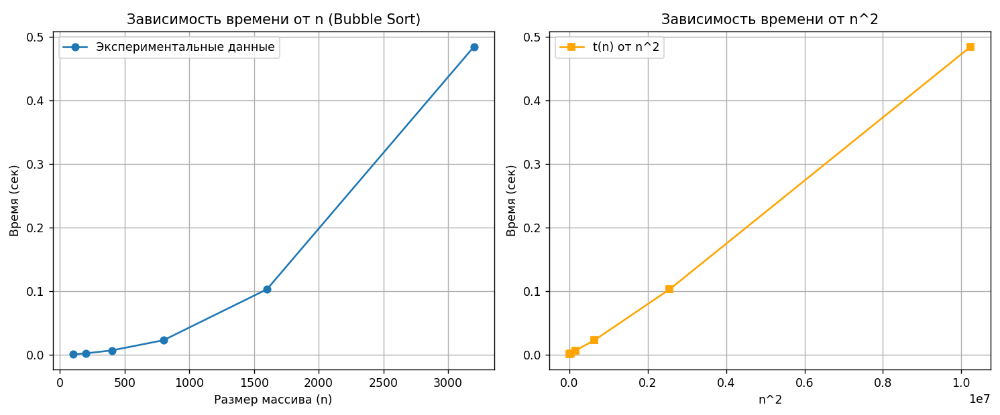 Зависимость времени от n (Bubble Sort)
Экспериментальные данные
Время (сек)
0.5
0.4
0.3
0.2
0.1
0.0
0 500 1000 1500 2000 2500 3000
Размер массива (n)
Зависимость времени от n^2
t(n) от n^2
Время (сек)
0.5
0.4
0.3
0.2
0.1
0.0
0.0 0.2 0.4 0.6 0.8 1.0
1e7
n^2